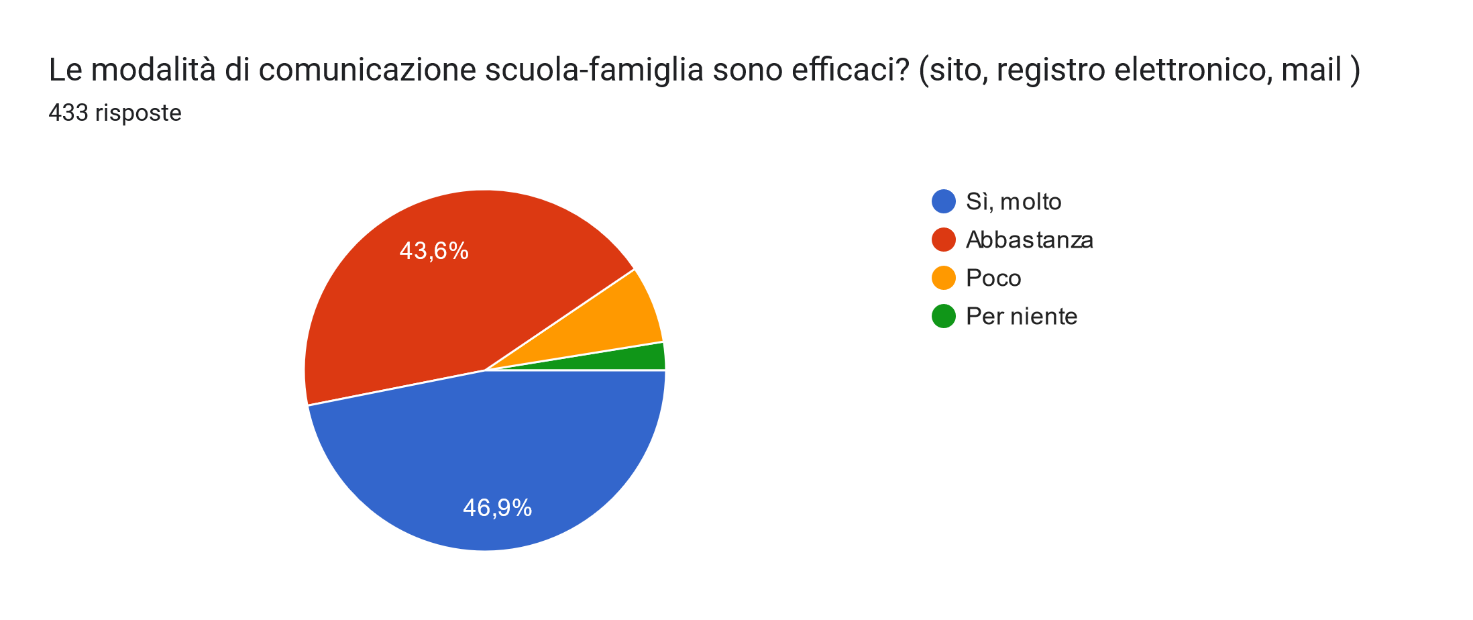 Le modalità di comunicazione scuola-famiglia sono efficaci? (sito, registro elettronico, mail )
433 risposte
43,6%
46,9%
Sì, molto
Abbastanza
Poco
Per niente